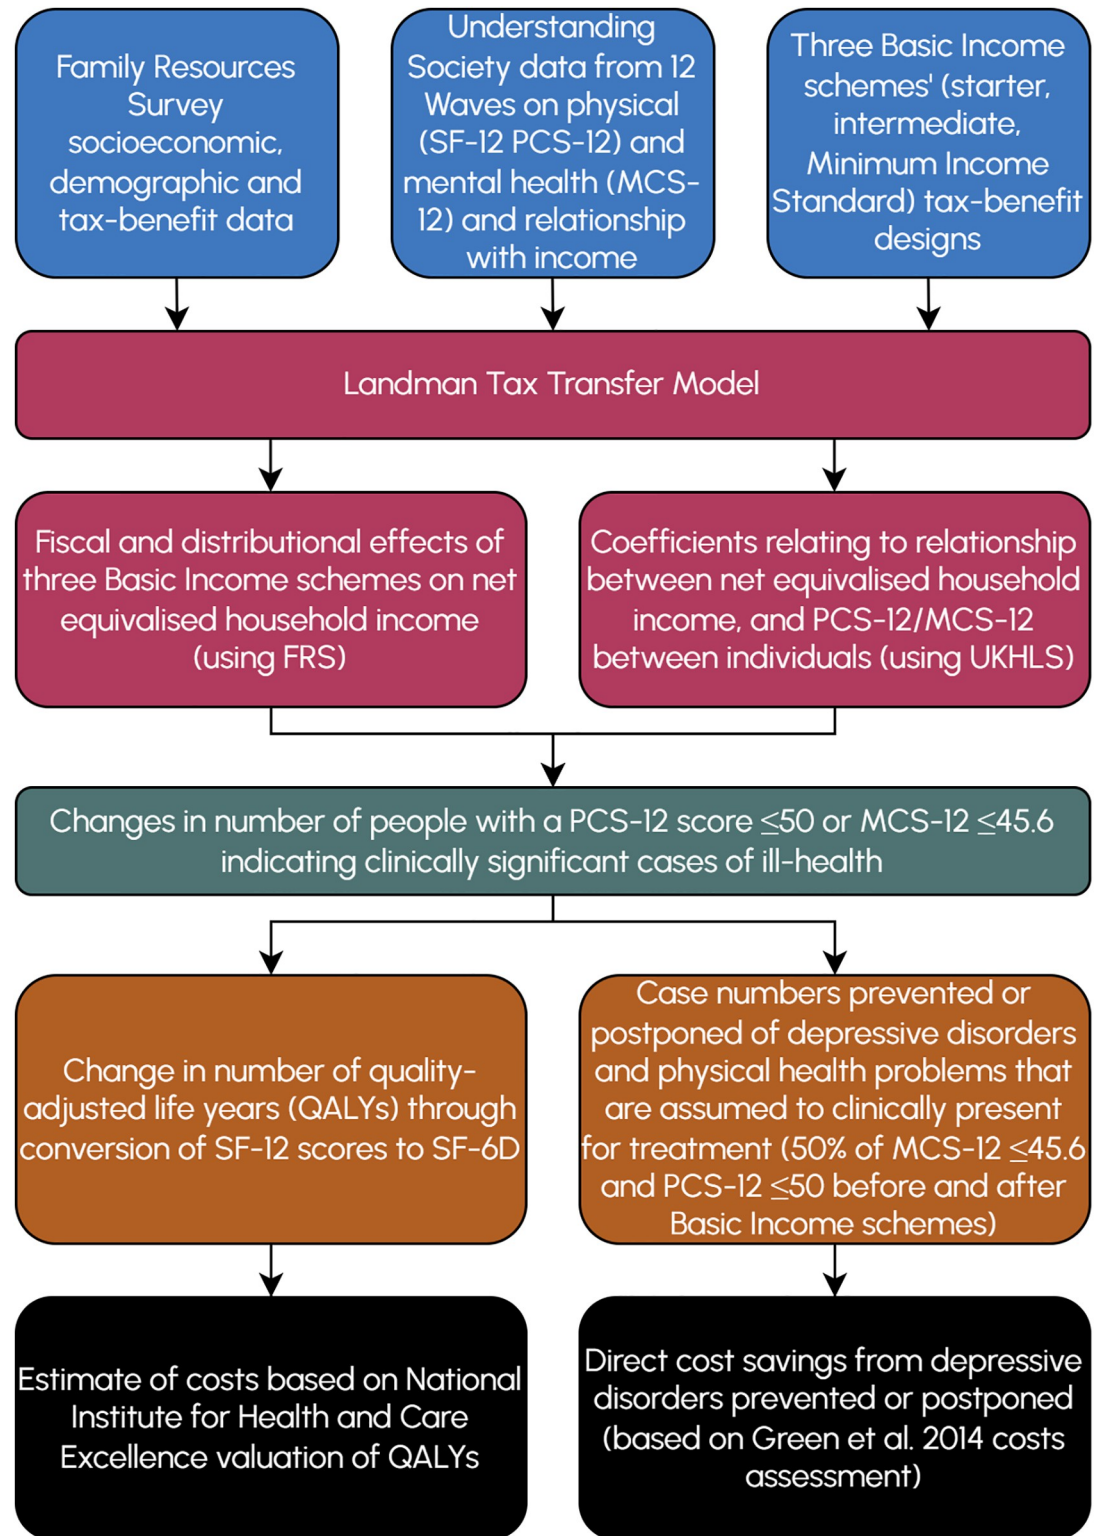 Family Resources
Survey
socioeconomic,
demographic and
tax-benefit data
Understanding
Society data from 12
Waves on physical
(SF-12 PCS-12) and
mental health (MCS-
12) and relationship
with income
Three Basic Income
schemes' (starter,
intermediate,
Minimum Income
Standard) tax-benefit
designs
Landman Tax Transfer Model
Fiscal and distributional effects of
three Basic Income schemes on net
equivalised household income
(using FRS)
Coefficients relating to relationship
between net equivalised household
income, and PCS-12/MCS-12
between individuals (using UKHLS)
Changes in number of people with a PCS-12 score ≤50 or MCS-12 ≤45.6
indicating clinically significant cases of ill-health
Change in number of quality-
adjusted life years (QALYs) through
conversion of SF-12 scores to SF-6D
Case numbers prevented or
postponed of depressive disorders
and physical health problems that
are assumed to clinically present
for treatment (50% of MCS-12 ≤45.6
and PCS-12 ≤50 before and after
Basic Income schemes)
Estimate of costs based on National
Institute for Health and Care
Excellence valuation of QALYs
Direct cost savings from depressive
disorders prevented or postponed
(based on Green et al. 2014 costs
assessment)